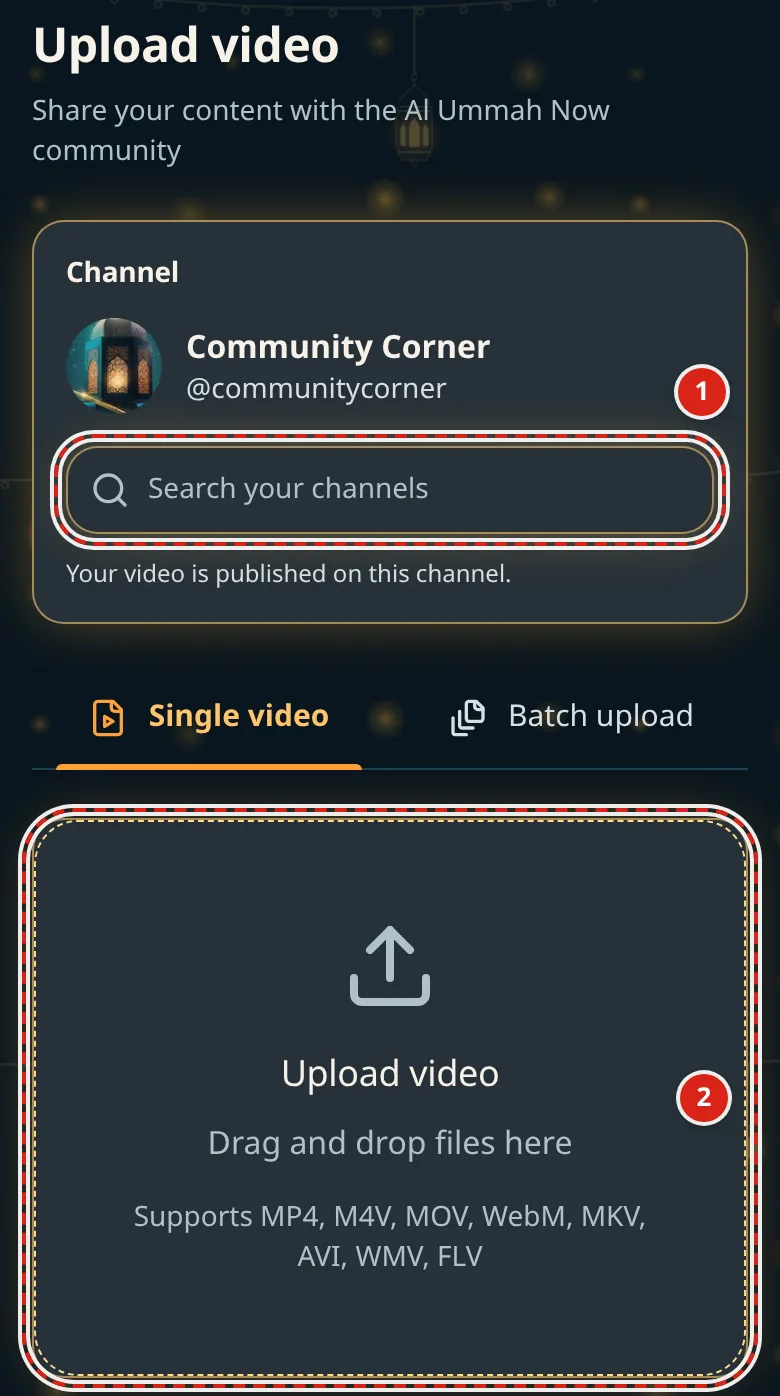 Upload video
Share your content with the Al Ummah Now
community
Channel
Community Corner
@communitycorner
1
Search your channels
Your video is published on this channel.
Single video
Batch upload
Upload video
2
Drag and drop files here
Supports MP4, M4V, MOV, WebM, MKV,
AVI, WMV, FLV